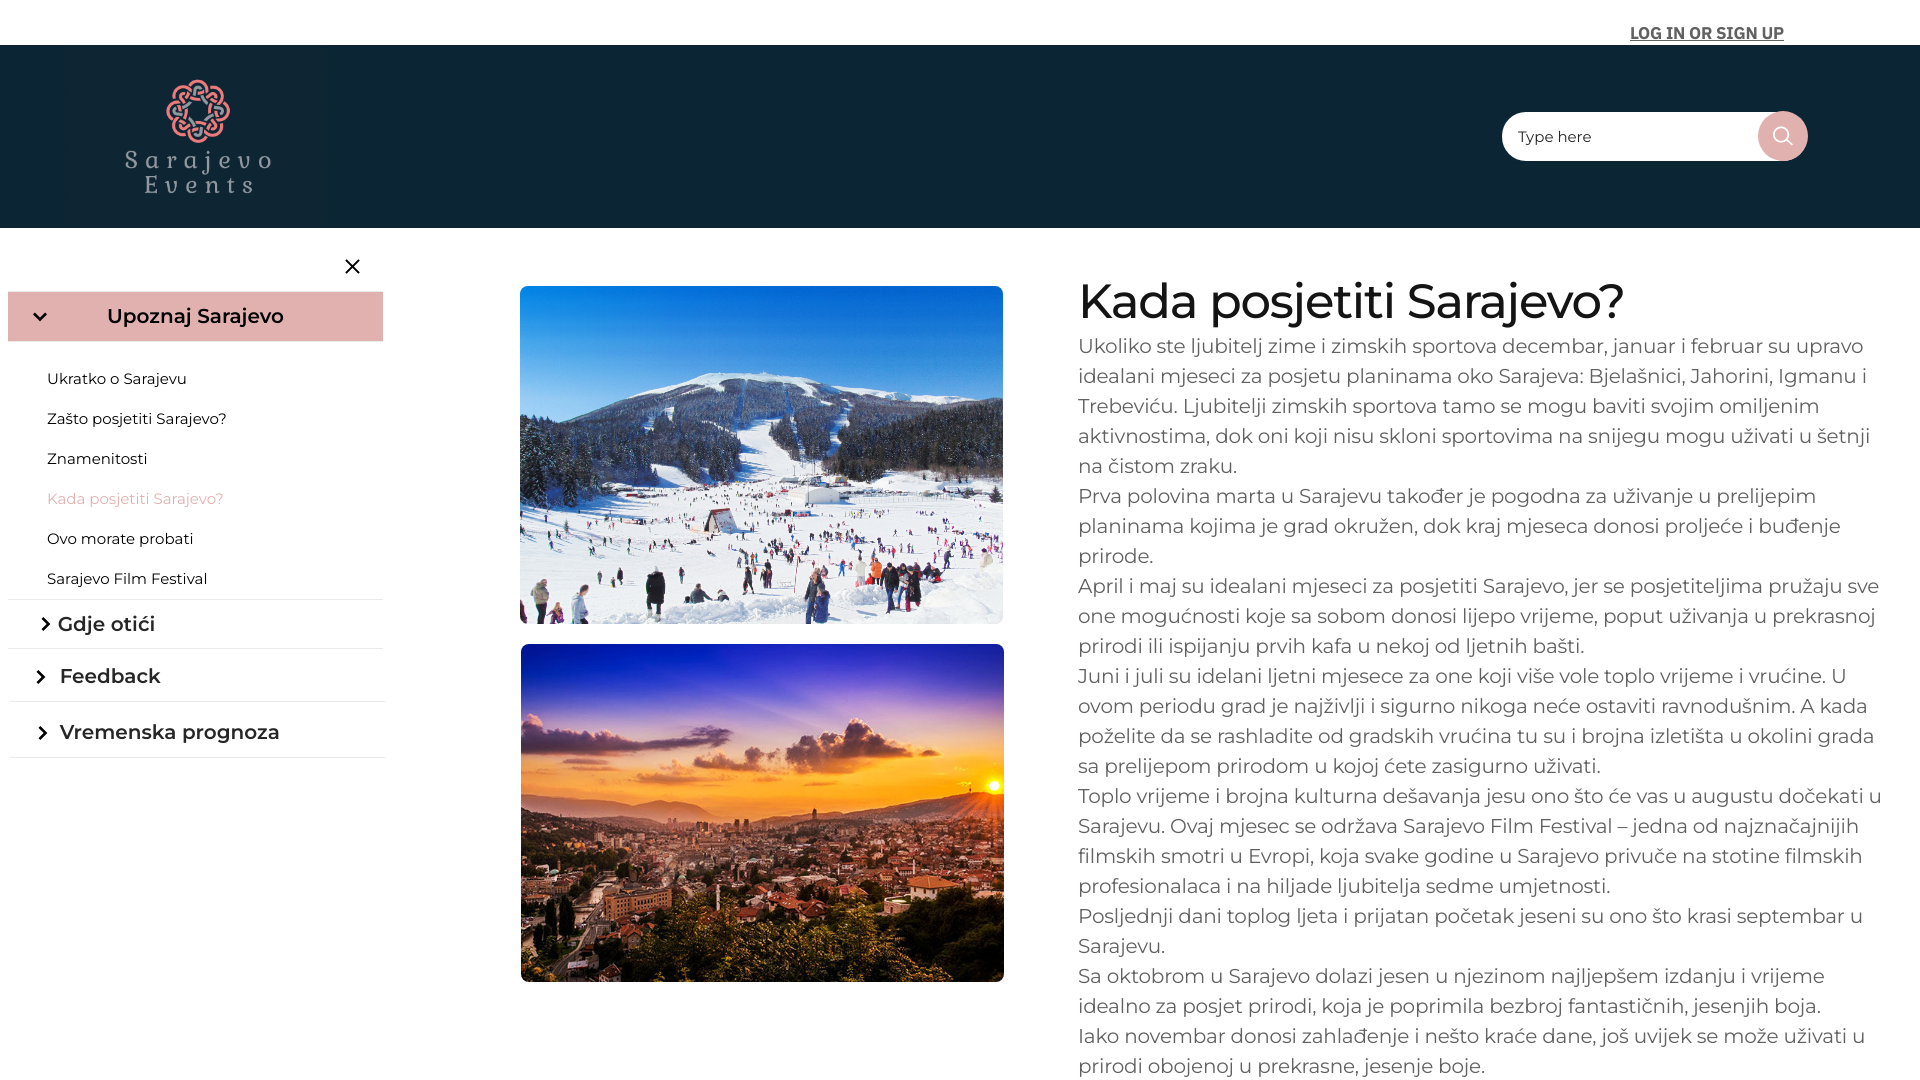 LOG IN OR SIGN UP
Sarajevo
Events
Type here
Upoznaj Sarajevo
Ukratko o Sarajevu
Zašto posjetiti Sarajevo?
Znamenitosti
Kada posjetiti Sarajevo?
Ovo morate probati
Sarajevo Film Festival
Gdje otići
Feedback
Vremenska prognoza
Kada posjetiti Sarajevo?
Ukoliko ste ljubitelj zime i zimskih sportova decembar, januar i februar su upravo
idealani mjeseci za posjetu planinama oko Sarajeva: Bjelašnici, Jahorini, Igmanu i
Trebeviću. Ljubitelji zimskih sportova tamo se mogu baviti svojim omiljenim
aktivnostima, dok oni koji nisu skloni sportovima na snijegu mogu uživati u šetnji
na čistom zraku.
Prva polovina marta u Sarajevu također je pogodna za uživanje u prelijepim
planinama kojima je grad okružen, dok kraj mjeseca donosi proljeće i buđenje
prirode.
April i maj su idealani mjeseci za posjetiti Sarajevo, jer se posjetiteljima pružaju sve
one mogućnosti koje sa sobom donosi lijepo vrijeme, poput uživanja u prekrasnoj
prirodi ili ispijanju prvih kafa u nekoj od ljetnih bašti.
Juni i juli su idelani ljetni mjesece za one koji više vole toplo vrijeme i vrućine. U
ovom periodu grad je najživlji i sigurno nikoga neće ostaviti ravnodušnim. A kada
poželite da se rashladite od gradskih vrućina tu su i brojna izletišta u okolini grada
sa prelijepom prirodom u kojoj ćete zasigurno uživati.
Toplo vrijeme i brojna kulturna dešavanja jesu ono što će vas u augustu dočekati u
Sarajevu. Ovaj mjesec se održava Sarajevo Film Festival – jedna od najznačajnijih
filmskih smotri u Evropi, koja svake godine u Sarajevo privuče na stotine filmskih
profesionalaca i na hiljade ljubitelja sedme umjetnosti.
Posljednji dani toplog ljeta i prijatan početak jeseni su ono što krasi septembar u
Sarajevu.
Sa oktobrom u Sarajevo dolazi jesen u njezinom najljepšem izdanju i vrijeme
idealno za posjet prirodi, koja je poprimila bezbroj fantastičnih, jesenjih boja.
Iako novembar donosi zahlađenje i nešto kraće dane, još uvijek se može uživati u
prirodi obojenoj u prekrasne, jesenje boje.